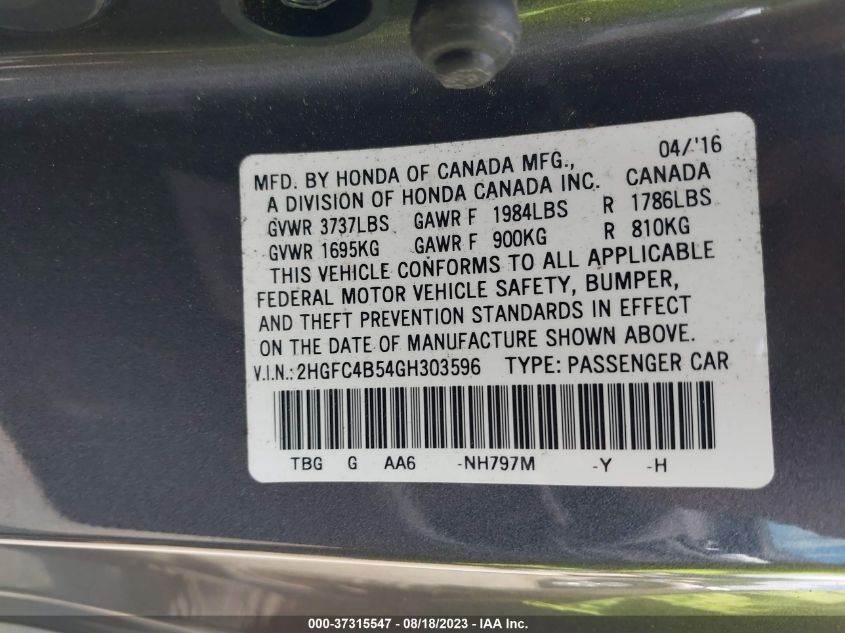 04/'16
MFD. BY HONDA OF CANADA MFG.,
A DIVISION OF HONDA CANADA INC. CANADA
GVWR 3737LBS GAWR F 1984LBS R 1786LBS
GVWR 1695KG GAWR F 900KG R 810KG
THIS VEHICLE CONFORMS TO ALL APPLICABLE
FEDERAL MOTOR VEHICLE SAFETY, BUMPER,
AND THEFT PREVENTION STANDARDS IN EFFECT
ON THE DATE OF MANUFACTURE SHOWN ABOVE.
V.I.N.: 2HGFC4B54GH303596 TYPE: PASSENGER CAR
TBG G AA6 -NH797M -Y -H
000-37315547 - 08/18/2023 - IAA Inc.